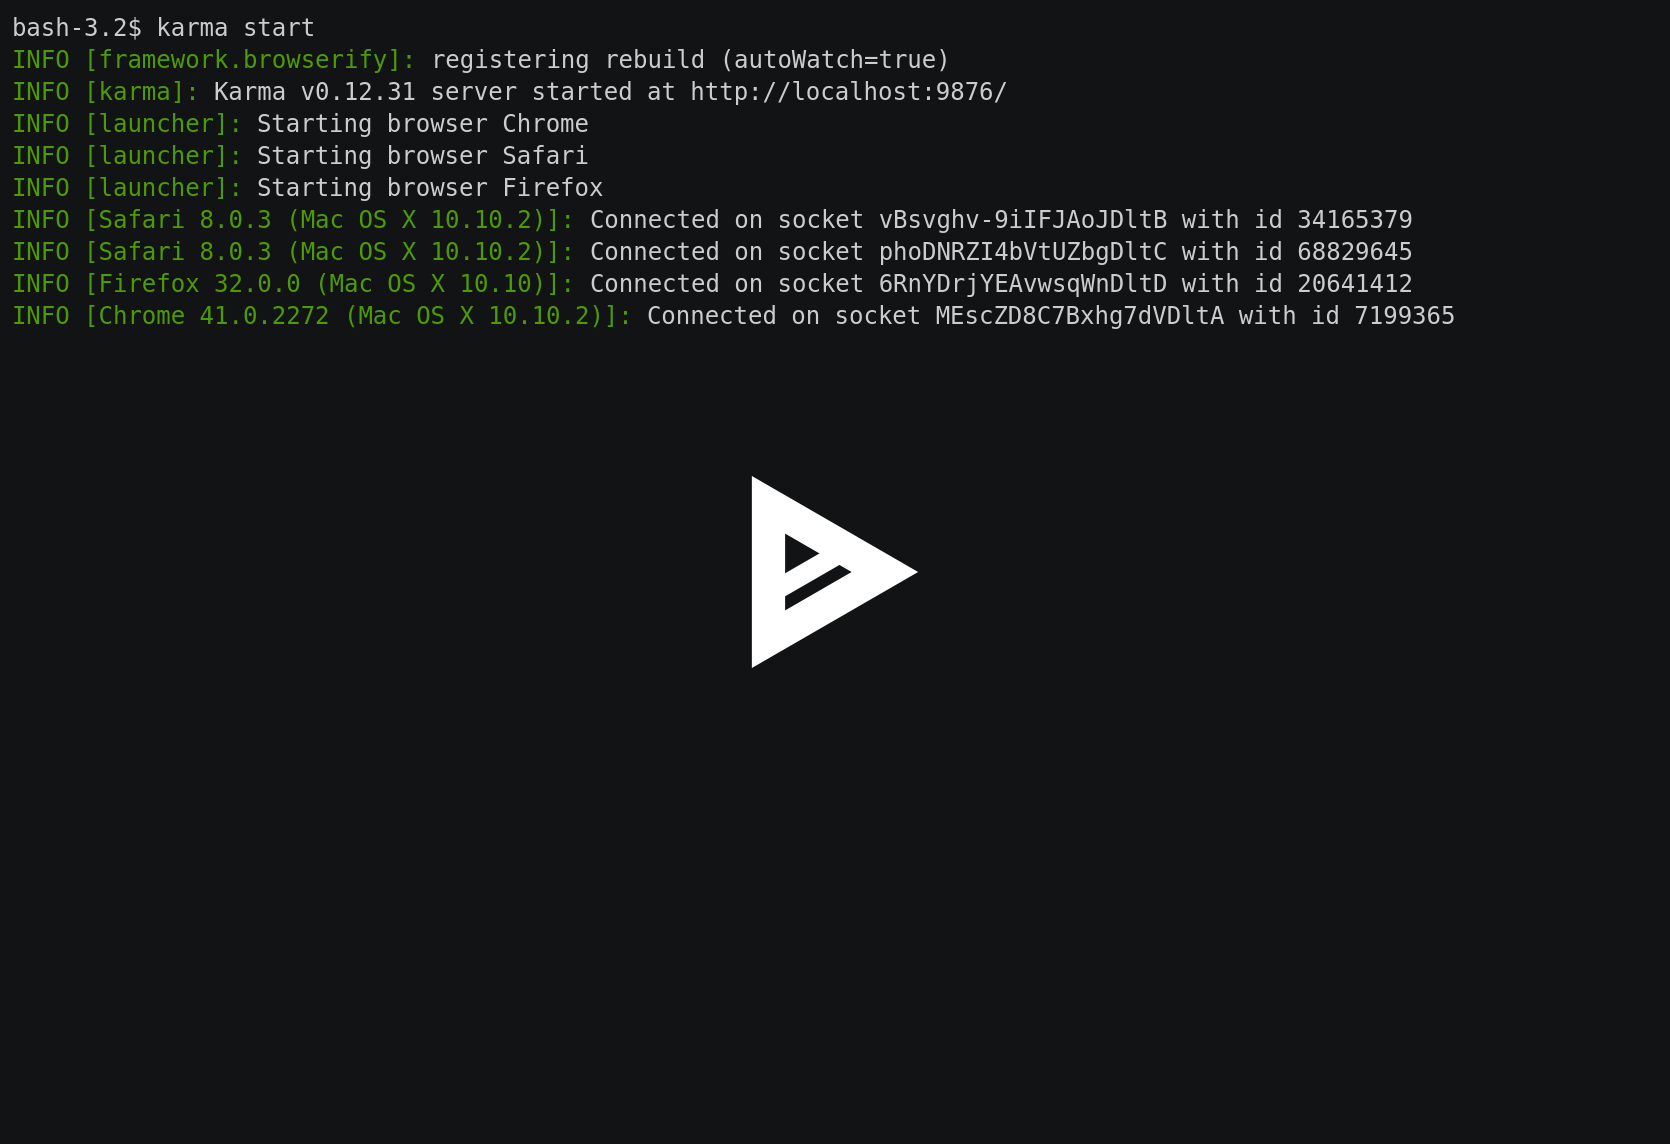 bash-3.2$ karma start
INFO [framework.browserify]: registering rebuild (autoWatch=true)
INFO [karma]: Karma v0.12.31 server started at http://localhost:9876/
INFO [launcher]: Starting browser Chrome
INFO [launcher]: Starting browser Safari
INFO [launcher]: Starting browser Firefox
INFO [Safari 8.0.3 (Mac OS X 10.10.2)]: Connected on socket vBsvghv-9iIFJAoJDltB with id 34165379
INFO [Safari 8.0.3 (Mac OS X 10.10.2)]: Connected on socket phoDNRZI4bVtUZbgDltC with id 68829645
INFO [Firefox 32.0.0 (Mac OS X 10.10)]: Connected on socket 6RnYDrjYEAvwsqWnDltD with id 20641412
INFO [Chrome 41.0.2272 (Mac OS X 10.10.2)]: Connected on socket MEscZD8C7Bxhg7dVDltA with id 7199365